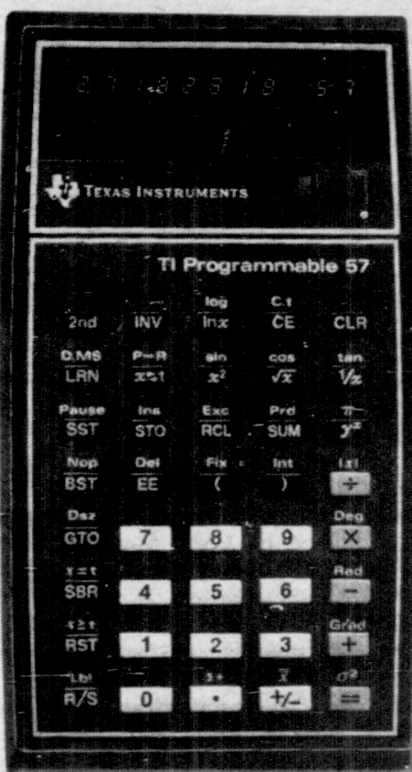 2.7182818 57
TEXAS INSTRUMENTS
TI Programmable 57
log C.t
2nd INV lnx CE CLR
D.MS P→R sin cos tan
LRN x⇄t x² √x 1/x
Pause Ins Exc Prd π
SST STO RCL SUM yˣ
Nop Del Fix Int |x|
BST EE ( ) ÷
Dsz Deg
GTO 7 8 9 X
x=t Rad
SBR 4 5 6 −
x≥t Grad
RST 1 2 3 +
Lbl Σ+ x̄ σ²
R/S 0 . +/− =